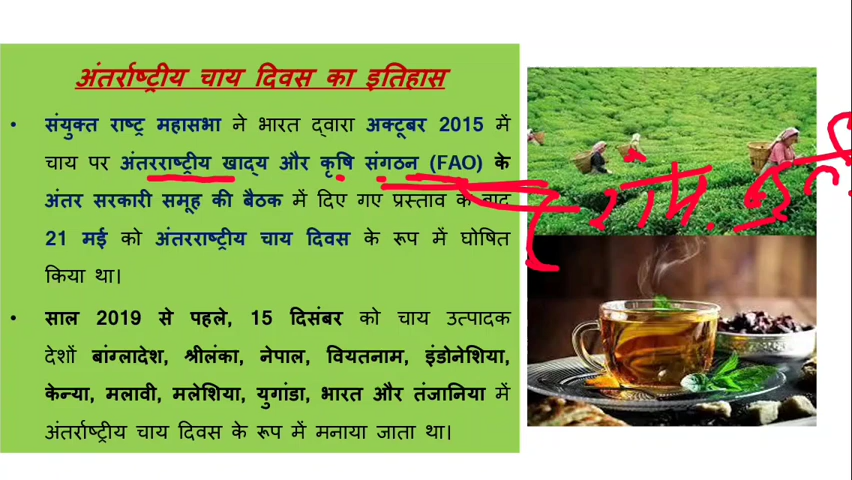 अंतर्राष्ट्रीय चाय दिवस का इतिहास
• संयुक्त राष्ट्र महासभा ने भारत द्वारा अक्टूबर 2015 में
चाय पर अंतरराष्ट्रीय खाद्य और कृषि संगठन (FAO) के
अंतर सरकारी समूह की बैठक में दिए गए प्रस्ताव के बाद
21 मई को अंतरराष्ट्रीय चाय दिवस के रूप में घोषित
किया था।
• साल 2019 से पहले, 15 दिसंबर को चाय उत्पादक
देशों बांग्लादेश, श्रीलंका, नेपाल, वियतनाम, इंडोनेशिया,
केन्या, मलावी, मलेशिया, युगांडा, भारत और तंजानिया में
अंतर्राष्ट्रीय चाय दिवस के रूप में मनाया जाता था।